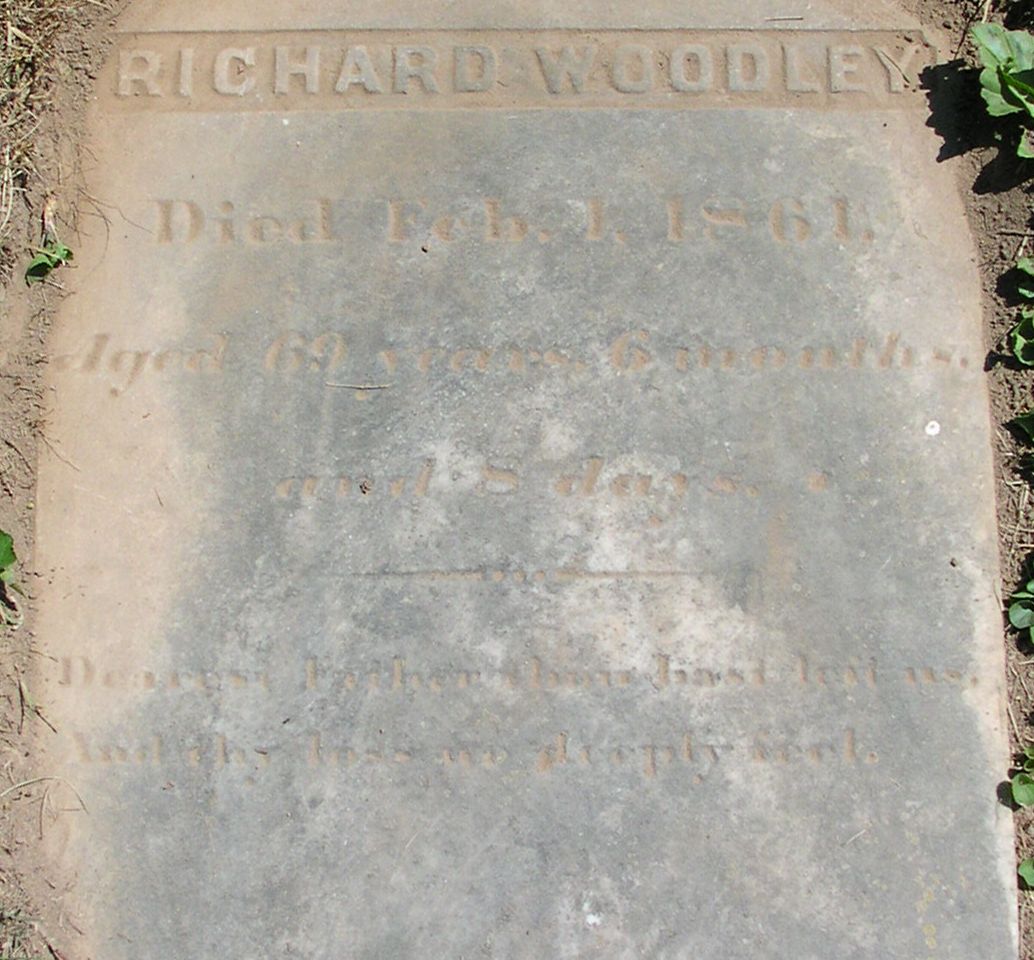 RICHARD WOODLEY
Died Feb. 1, 1861.
Aged 69 years, 6 months.
and 8 days.
Dearest father thou hast left us,
And thy loss we deeply feel.